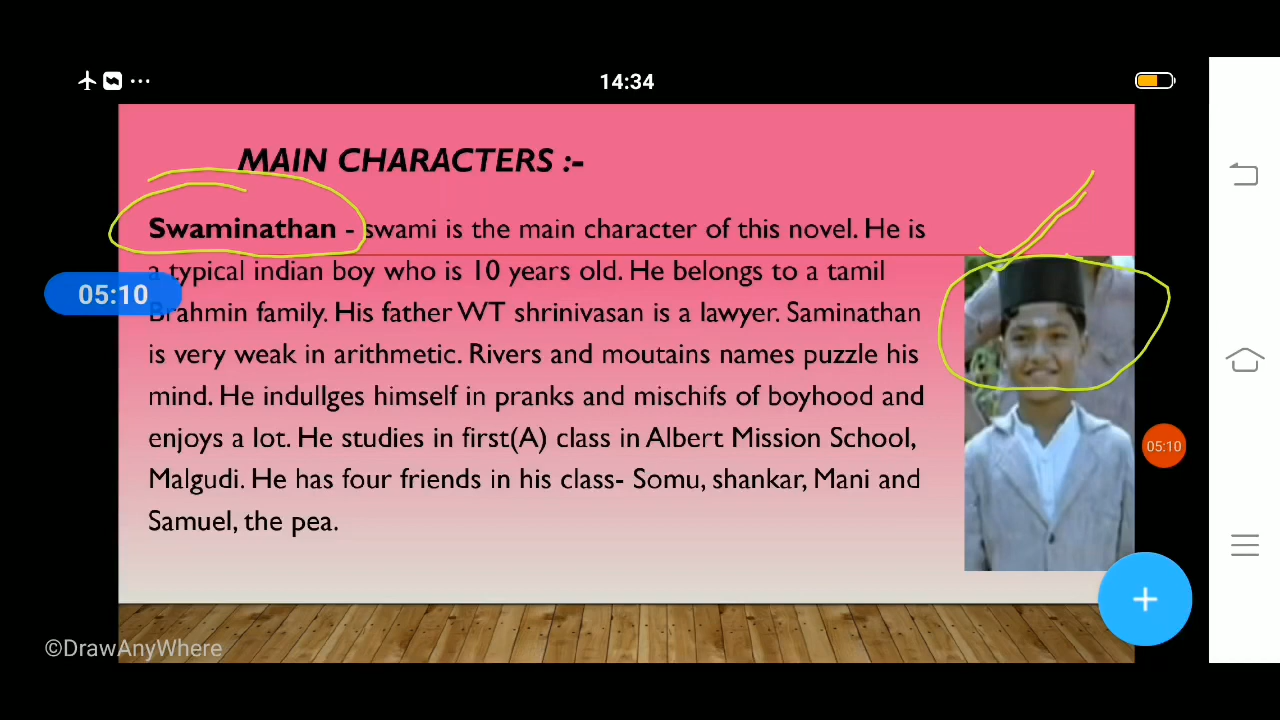 14:34
MAIN CHARACTERS :-
Swaminathan - swami is the main character of this novel. He is
a typical indian boy who is 10 years old. He belongs to a tamil
05:10
Brahmin family. His father WT shrinivasan is a lawyer. Saminathan
is very weak in arithmetic. Rivers and moutains names puzzle his
mind. He indullges himself in pranks and mischifs of boyhood and
enjoys a lot. He studies in first(A) class in Albert Mission School,
05:10
Malgudi. He has four friends in his class- Somu, shankar, Mani and
Samuel, the pea.
©DrawAnyWhere